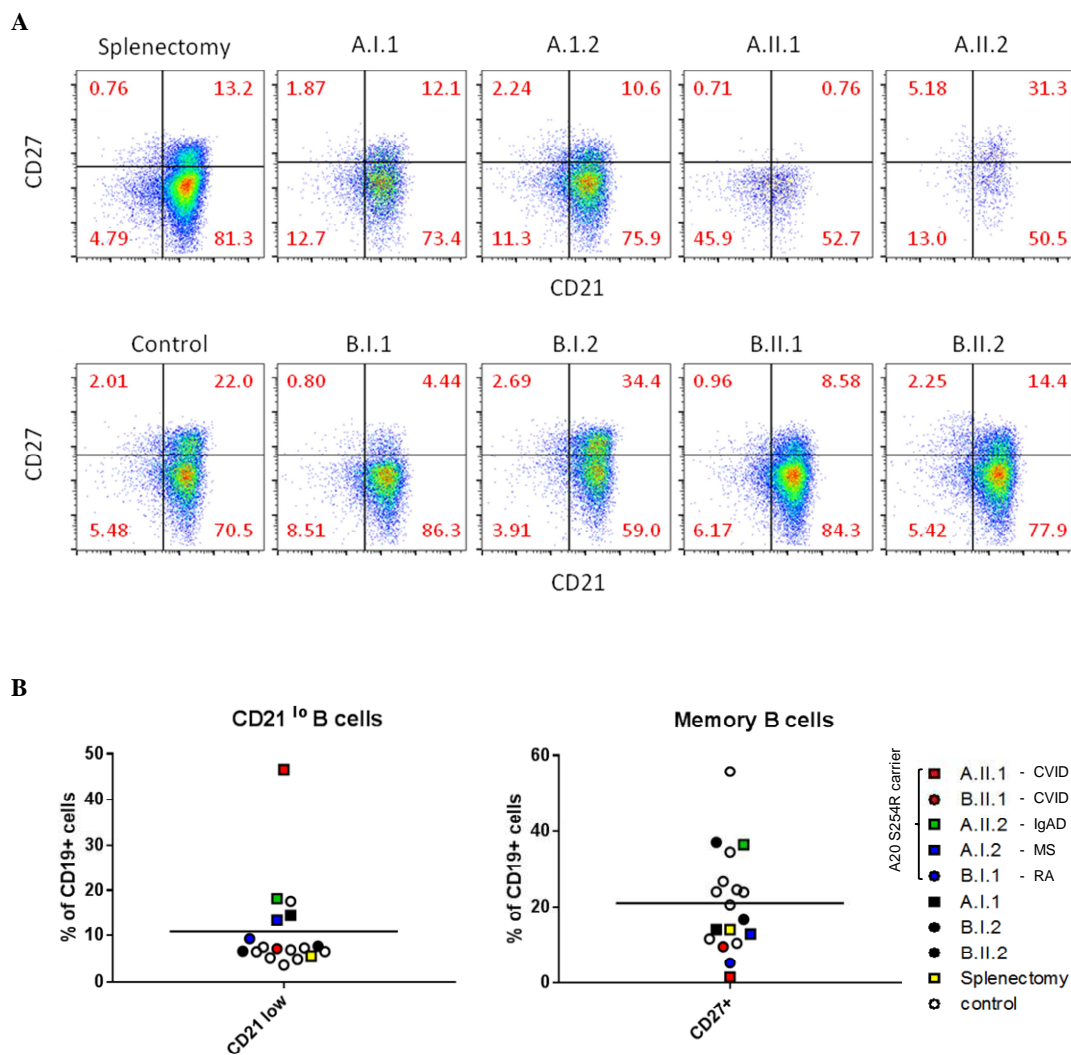 A
Splenectomy A.I.1 A.1.2 A.II.1 A.II.2
0.76 13.2 1.87 12.1 2.24 10.6 0.71 0.76 5.18 31.3
CD27
4.79 81.3 12.7 73.4 11.3 75.9 45.9 52.7 13.0 50.5
CD21
Control B.I.1 B.I.2 B.II.1 B.II.2
2.01 22.0 0.80 4.44 2.69 34.4 0.96 8.58 2.25 14.4
CD27
5.48 70.5 8.51 86.3 3.91 59.0 6.17 84.3 5.42 77.9
CD21
B
CD21 lo B cells
% of CD19+ cells
50
40
30
20
10
0
CD21 low
Memory B cells
% of CD19+ cells
60
40
20
0
CD27+
A20 S254R carrier
A.II.1 - CVID
B.II.1 - CVID
A.II.2 - IgAD
A.I.2 - MS
B.I.1 - RA
A.I.1
B.I.2
B.II.2
Splenectomy
control